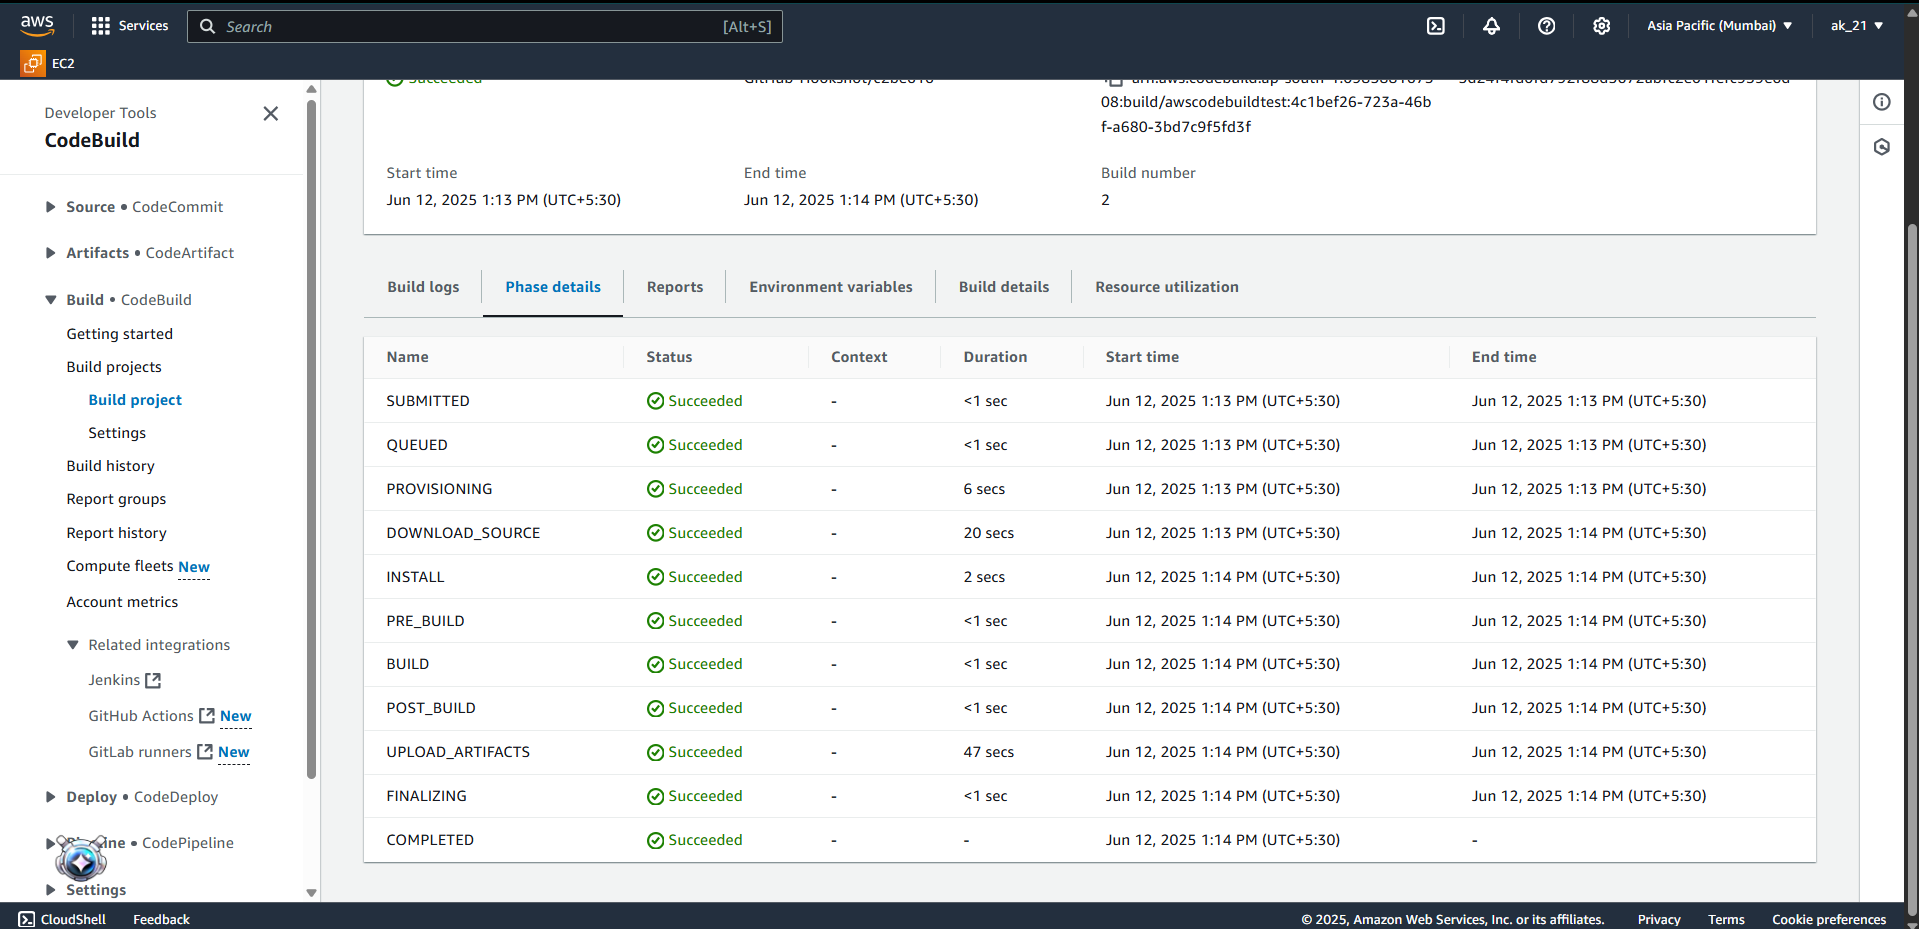 aws
Services
Search
[Alt+S]
Asia Pacific (Mumbai)
ak_21
EC2
Developer Tools
CodeBuild
Source • CodeCommit
Artifacts • CodeArtifact
Build • CodeBuild
Getting started
Build projects
Build project
Settings
Build history
Report groups
Report history
Compute fleets New
Account metrics
Related integrations
Jenkins
GitHub Actions New
GitLab runners New
Deploy • CodeDeploy
• CodePipeline
Settings
Succeeded
08:build/awscodebuildtest:4c1bef26-723a-46b
f-a680-3bd7c9f5fd3f
Start time
Jun 12, 2025 1:13 PM (UTC+5:30)
End time
Jun 12, 2025 1:14 PM (UTC+5:30)
Build number
2
Build logs
Phase details
Reports
Environment variables
Build details
Resource utilization
Name Status Context Duration Start time End time
SUBMITTED Succeeded - <1 sec Jun 12, 2025 1:13 PM (UTC+5:30) Jun 12, 2025 1:13 PM (UTC+5:30)
QUEUED Succeeded - <1 sec Jun 12, 2025 1:13 PM (UTC+5:30) Jun 12, 2025 1:13 PM (UTC+5:30)
PROVISIONING Succeeded - 6 secs Jun 12, 2025 1:13 PM (UTC+5:30) Jun 12, 2025 1:13 PM (UTC+5:30)
DOWNLOAD_SOURCE Succeeded - 20 secs Jun 12, 2025 1:13 PM (UTC+5:30) Jun 12, 2025 1:14 PM (UTC+5:30)
INSTALL Succeeded - 2 secs Jun 12, 2025 1:14 PM (UTC+5:30) Jun 12, 2025 1:14 PM (UTC+5:30)
PRE_BUILD Succeeded - <1 sec Jun 12, 2025 1:14 PM (UTC+5:30) Jun 12, 2025 1:14 PM (UTC+5:30)
BUILD Succeeded - <1 sec Jun 12, 2025 1:14 PM (UTC+5:30) Jun 12, 2025 1:14 PM (UTC+5:30)
POST_BUILD Succeeded - <1 sec Jun 12, 2025 1:14 PM (UTC+5:30) Jun 12, 2025 1:14 PM (UTC+5:30)
UPLOAD_ARTIFACTS Succeeded - 47 secs Jun 12, 2025 1:14 PM (UTC+5:30) Jun 12, 2025 1:14 PM (UTC+5:30)
FINALIZING Succeeded - <1 sec Jun 12, 2025 1:14 PM (UTC+5:30) Jun 12, 2025 1:14 PM (UTC+5:30)
COMPLETED Succeeded - - Jun 12, 2025 1:14 PM (UTC+5:30) -
CloudShell
Feedback
© 2025, Amazon Web Services, Inc. or its affiliates.
Privacy
Terms
Cookie preferences